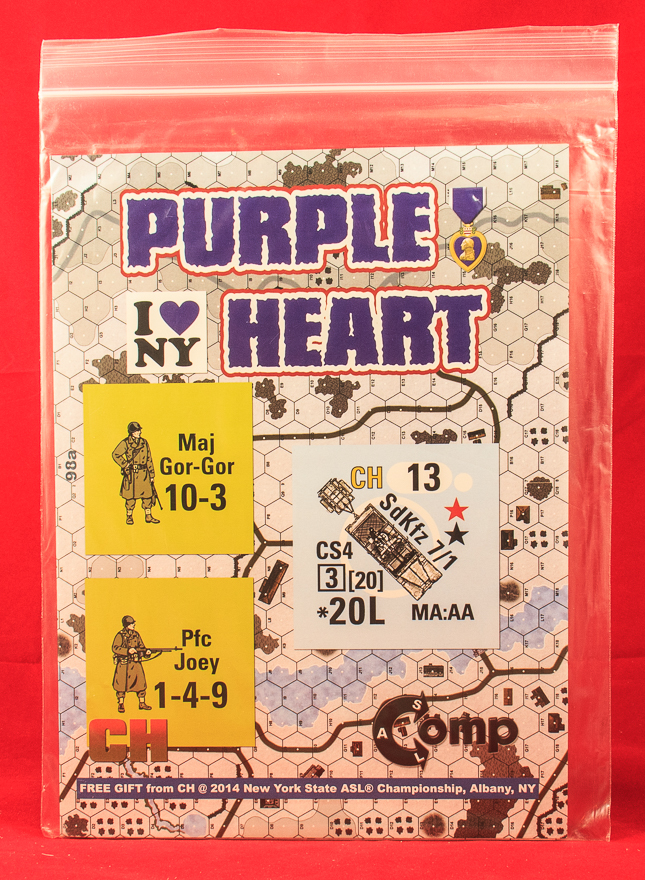 PURPLE
HEART
I ♥
NY
98a
Maj
Gor-Gor
10-3
CH 13
SdKfz 7/1
CS4
3 [20]
*20L MA:AA
Pfc
Joey
1-4-9
CH
ATSL Comp
FREE GIFT from CH @ 2014 New York State ASL® Championship, Albany, NY